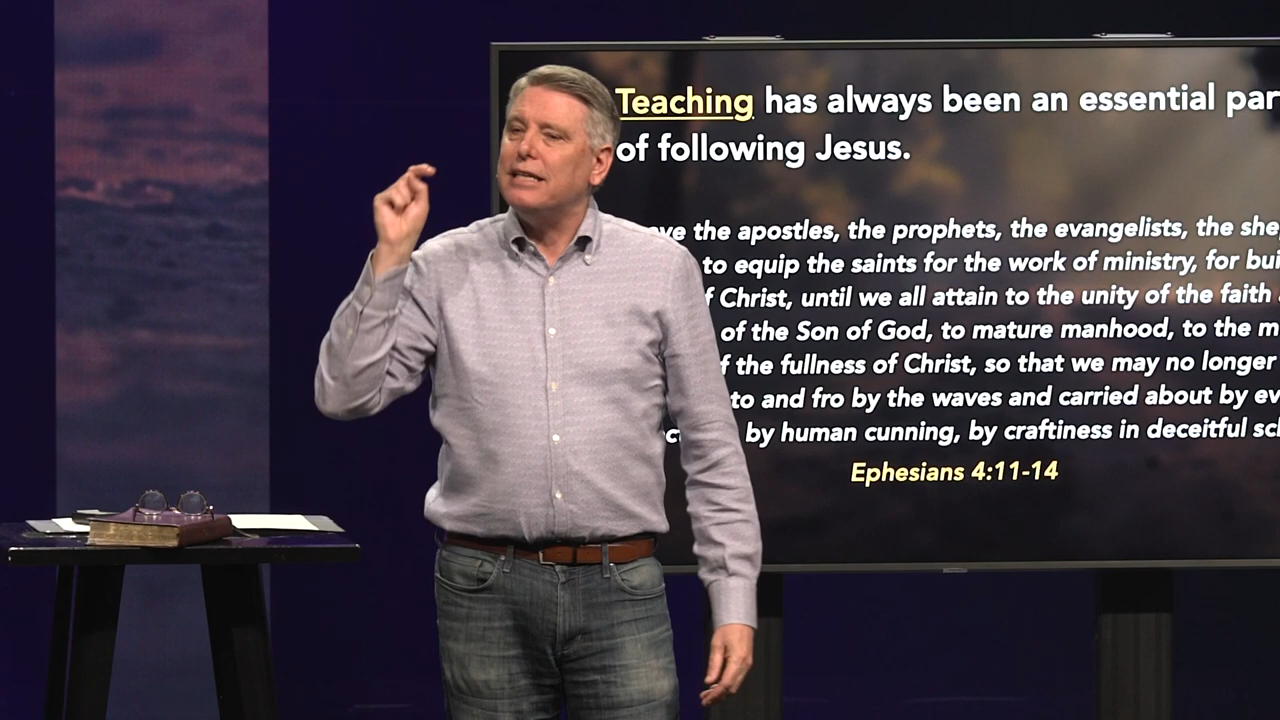 Teaching has always been an essential par
of following Jesus.
ve the apostles, the prophets, the evangelists, the she
to equip the saints for the work of ministry, for bui
f Christ, until we all attain to the unity of the faith
of the Son of God, to mature manhood, to the m
f the fullness of Christ, so that we may no longer
to and fro by the waves and carried about by ev
by human cunning, by craftiness in deceitful sc
Ephesians 4:11-14